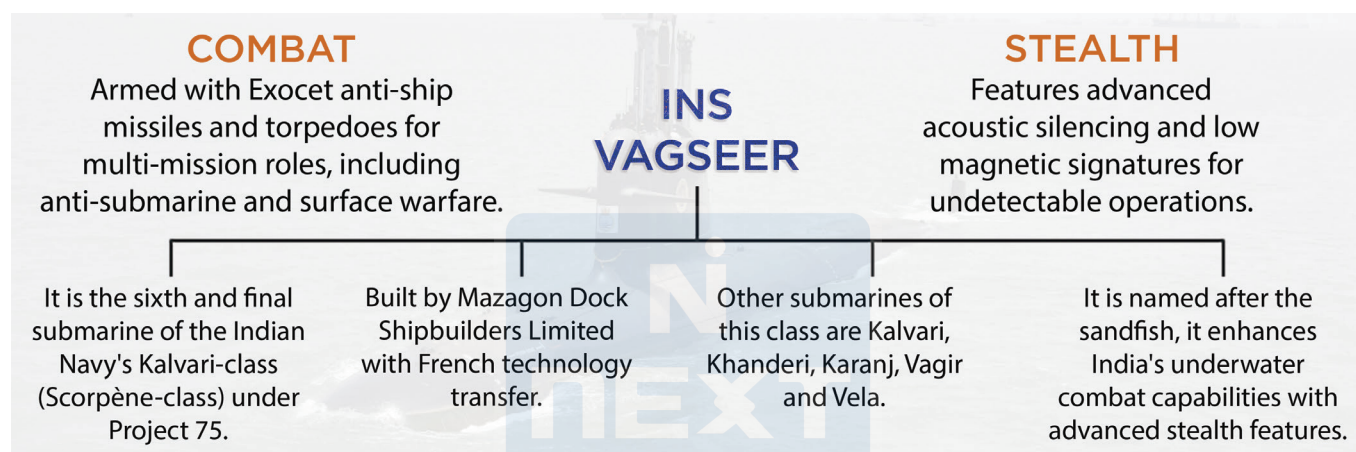 COMBAT
Armed with Exocet anti-ship
missiles and torpedoes for
multi-mission roles, including
anti-submarine and surface warfare.
INS
VAGSEER
STEALTH
Features advanced
acoustic silencing and low
magnetic signatures for
undetectable operations.
It is the sixth and final
submarine of the Indian
Navy's Kalvari-class
(Scorpène-class) under
Project 75.
Built by Mazagon Dock
Shipbuilders Limited
with French technology
transfer.
Other submarines of
this class are Kalvari,
Khanderi, Karanj, Vagir
and Vela.
It is named after the
sandfish, it enhances
India's underwater
combat capabilities with
advanced stealth features.
Ni
NEXT